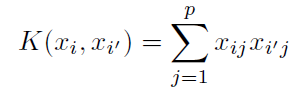 K(x_i, x_{i'}) = \sum_{j=1}^{p} x_{ij} x_{i'j}